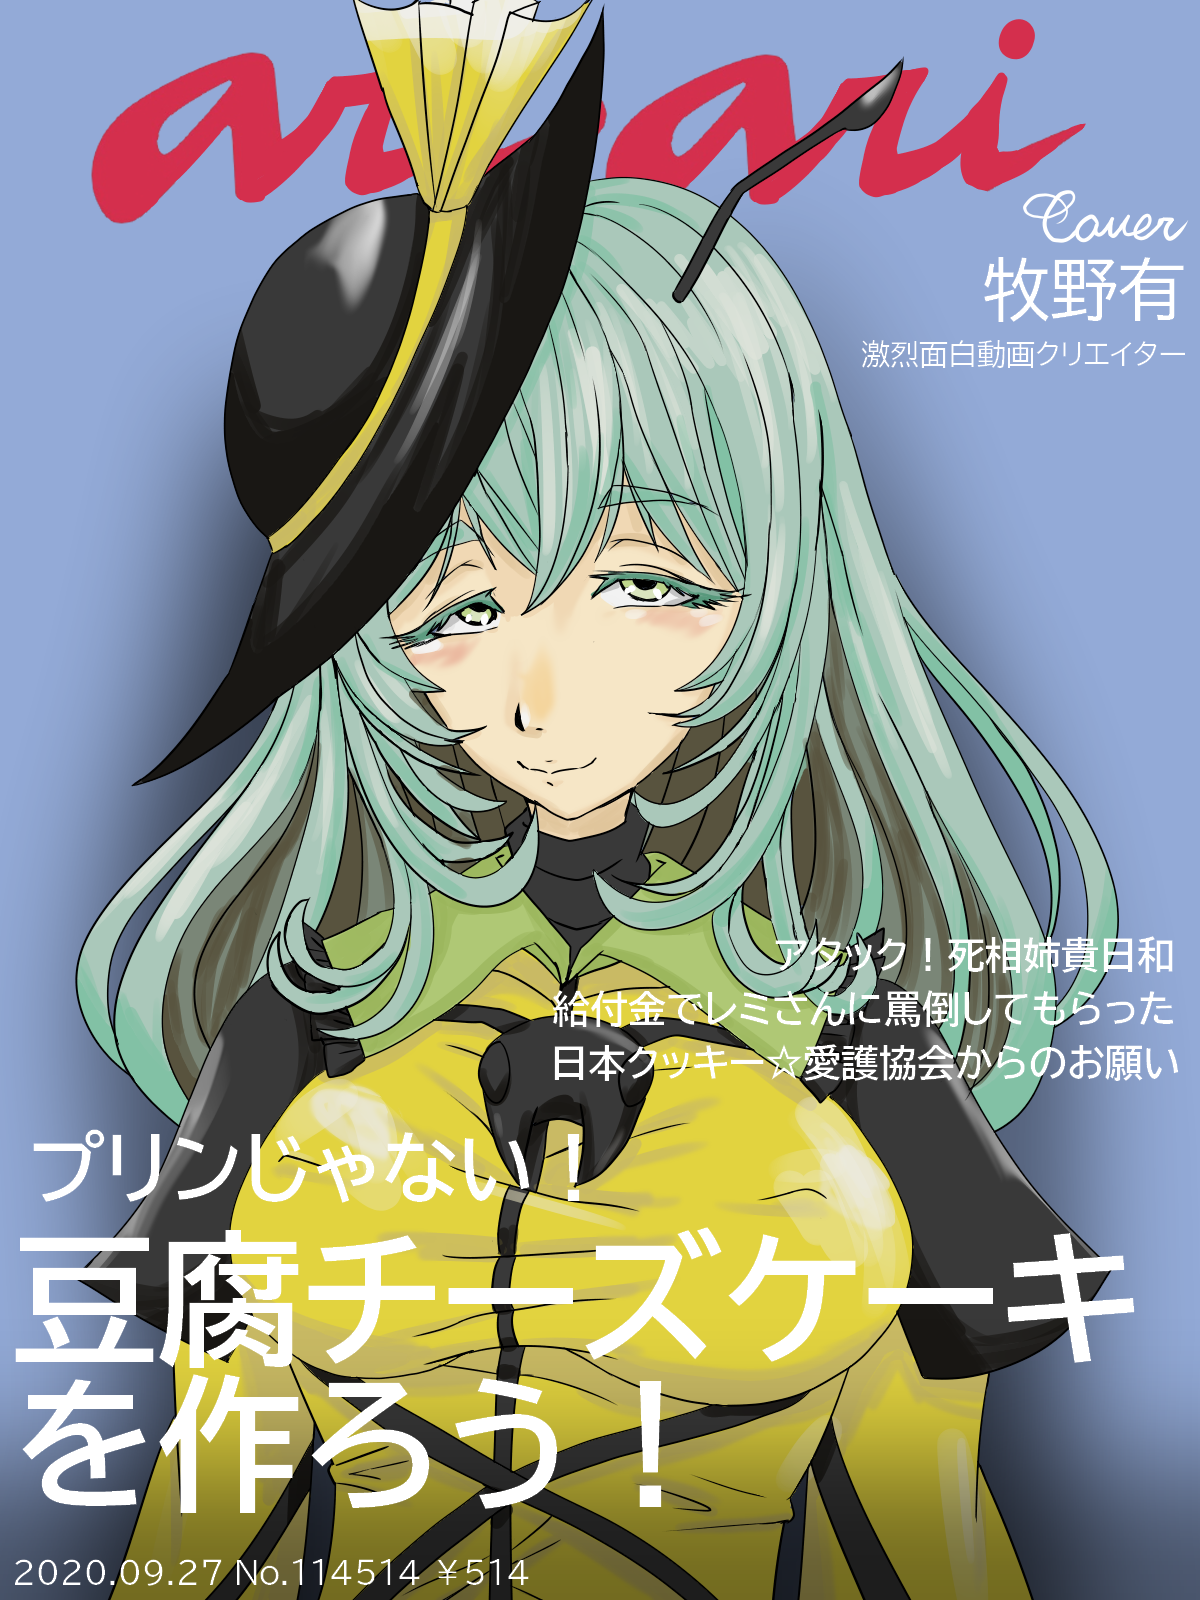 Cover
牧野有
激烈面白動画クリエイター
アタック！死相姉貴日和
給付金でレミさんに罵倒してもらった
日本クッキー☆愛護協会からのお願い
プリンじゃない！
豆腐チーズケーキ
を作ろう！
2020.09.27 No.114514 ￥514